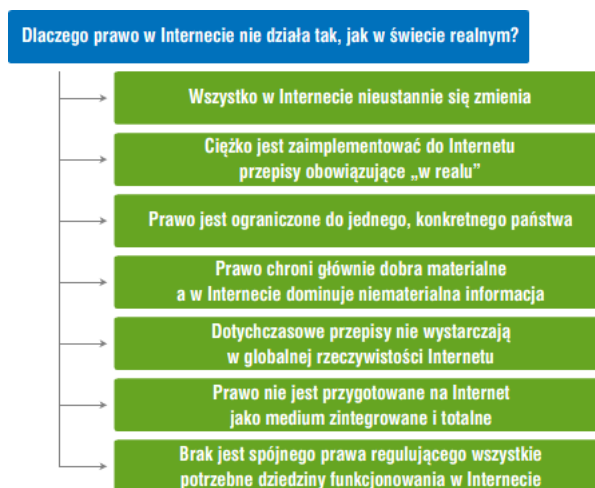 Dlaczego prawo w Internecie nie działa tak, jak w świecie realnym?
Wszystko w Internecie nieustannie się zmienia
Ciężko jest zaimplementować do Internetu
przepisy obowiązujące „w realu”
Prawo jest ograniczone do jednego, konkretnego państwa
Prawo chroni głównie dobra materialne
a w Internecie dominuje niematerialna informacja
Dotychczasowe przepisy nie wystarczają
w globalnej rzeczywistości Internetu
Prawo nie jest przygotowane na Internet
jako medium zintegrowane i totalne
Brak jest spójnego prawa regulującego wszystkie
potrzebne dziedziny funkcjonowania w Internecie